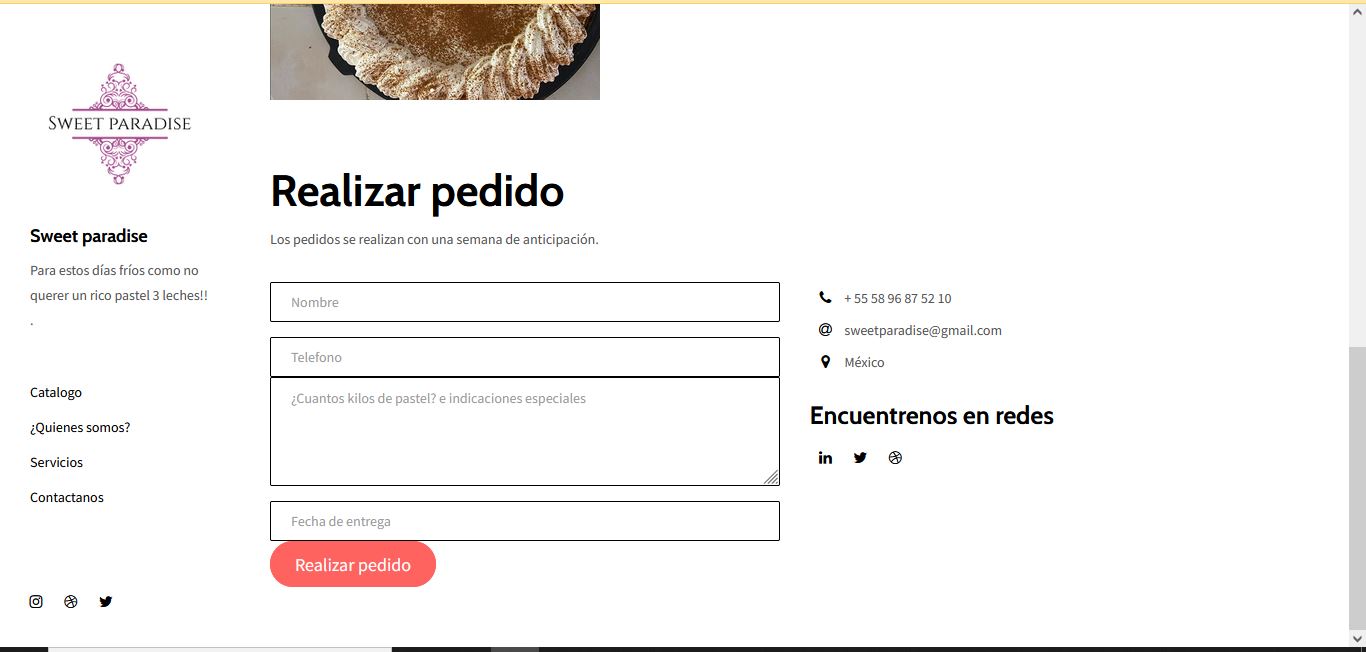 SWEET PARADISE
Sweet paradise
Para estos días fríos como no
querer un rico pastel 3 leches!!
.
Catalogo
¿Quienes somos?
Servicios
Contactanos
Realizar pedido
Los pedidos se realizan con una semana de anticipación.
Nombre
Telefono
¿Cuantos kilos de pastel? e indicaciones especiales
Fecha de entrega
Realizar pedido
+ 55 58 96 87 52 10
sweetparadise@gmail.com
México
Encuentrenos en redes